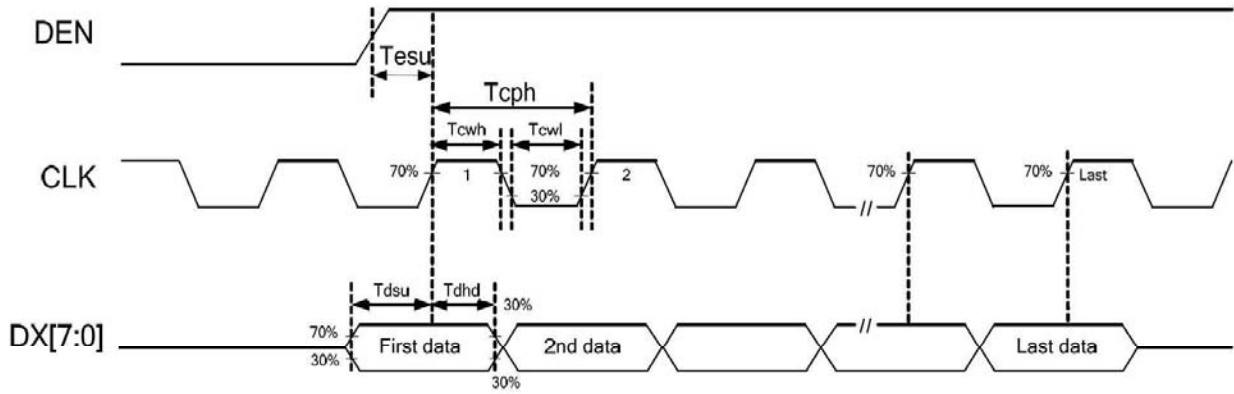 DEN
Tesu
Tcph
Tcwh Tcwl
CLK 70% 1 70% 2 70% 70% Last
30%
//
Tdsu Tdhd
30%
DX[7:0] 70% First data 2nd data // Last data
30%
30%